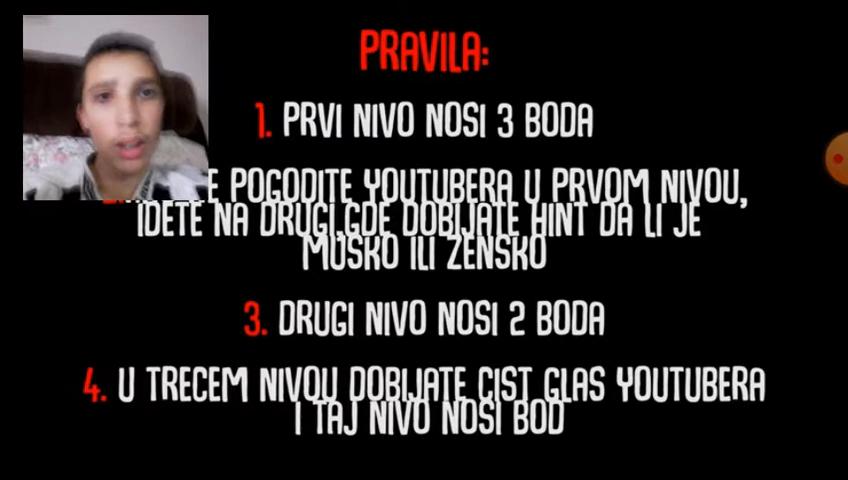 PRAVILA:
1. PRVI NIVO NOSI 3 BODA
POGODITE YOUTUBERA U PRVOM NIVOU,
IDETE NA DRUGI,GDE DOBIJATE HINT DA LI JE
MUSKO ILI ZENSKO
3. DRUGI NIVO NOSI 2 BODA
4. U TRECEM NIVOU DOBIJATE CIST GLAS YOUTUBERA
I TAJ NIVO NOSI BOD